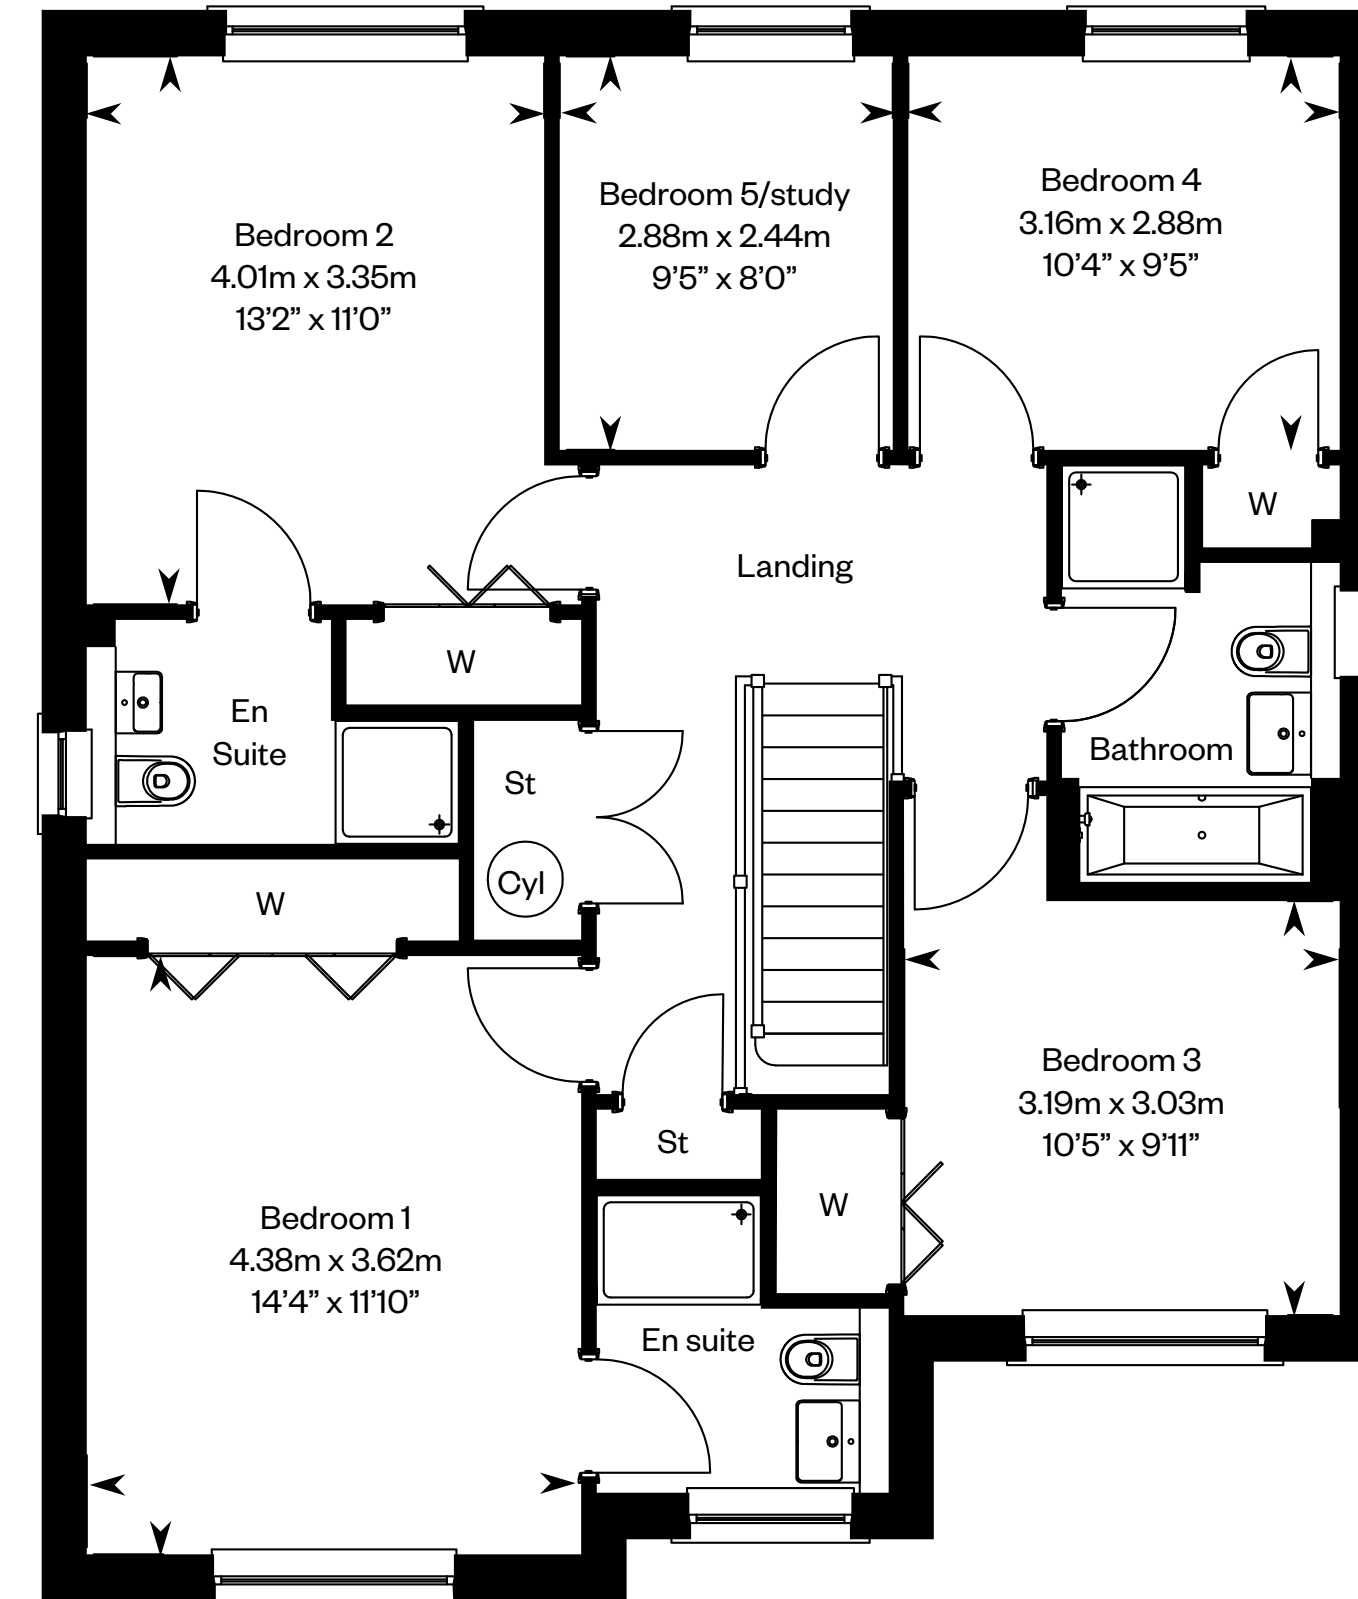 Bedroom 2
4.01m x 3.35m
13’2” x 11’0”
Bedroom 5/study
2.88m x 2.44m
9’5” x 8’0”
Bedroom 4
3.16m x 2.88m
10’4” x 9’5”
W
Landing
W
En
Suite
St
Cyl
Bathroom
W
Bedroom 3
3.19m x 3.03m
10’5” x 9’11”
St
W
Bedroom 1
4.38m x 3.62m
14’4” x 11’10”
En suite